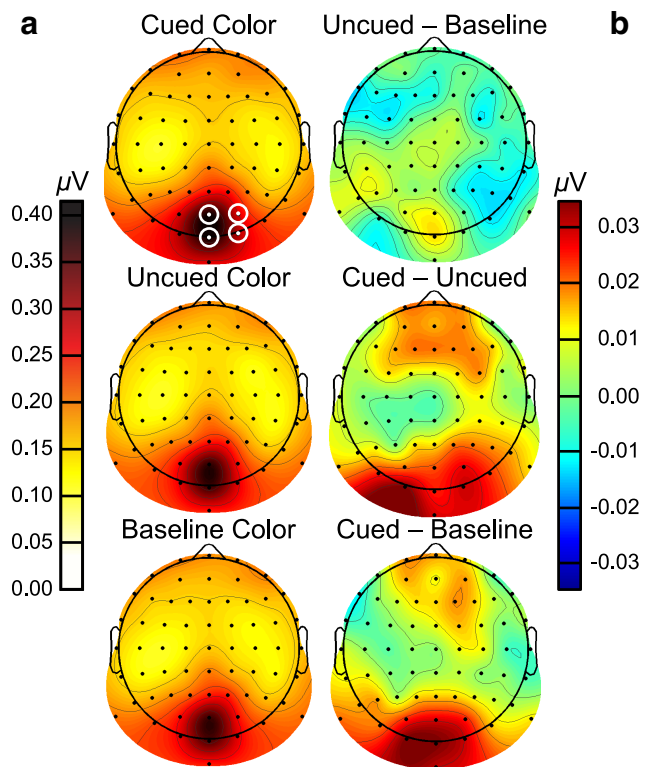 a
Cued Color
Uncued – Baseline
b
µV
0.40
0.35
0.30
0.25
0.20
0.15
0.10
0.05
0.00
µV
0.03
0.02
0.01
0.00
-0.01
-0.02
-0.03
Uncued Color
Cued – Uncued
Baseline Color
Cued – Baseline